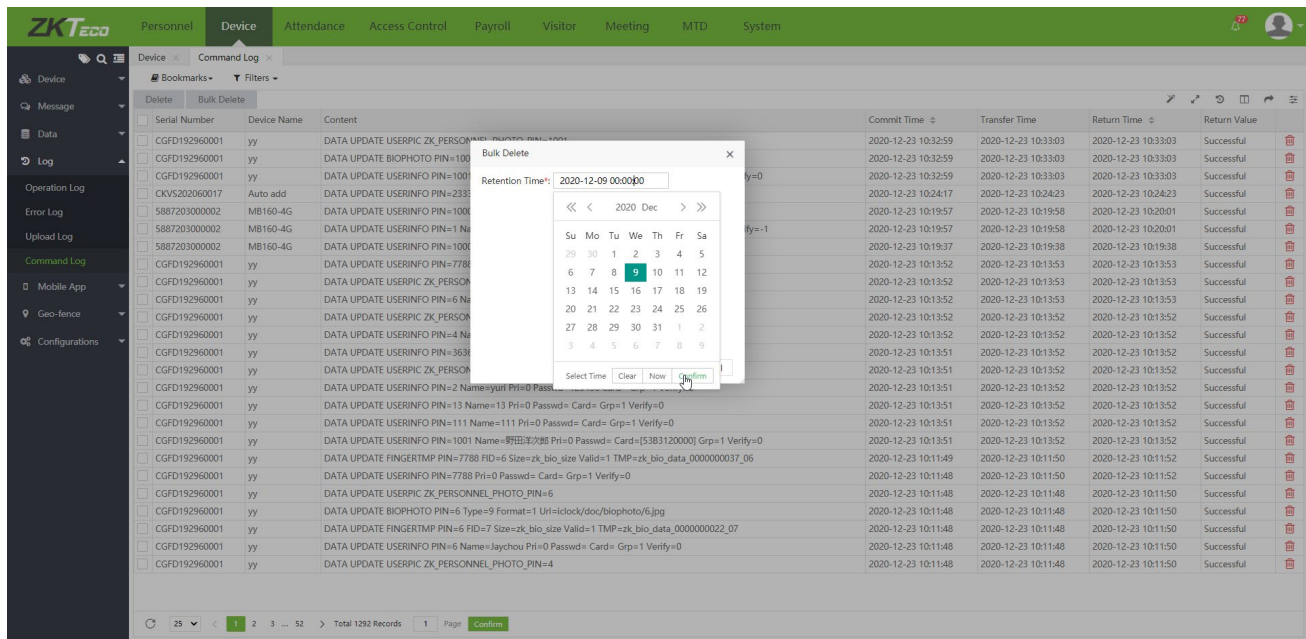 ZKTeco Personnel Device Attendance Access Control Payroll Visitor Meeting MTD System 77
Device Command Log
Bookmarks Filters
Delete Bulk Delete
Device
Message
Data
Log
Operation Log
Error Log
Upload Log
Command Log
Mobile App
Geo-fence
Configurations
Serial Number Device Name Content Commit Time Transfer Time Return Time Return Value
CGFD192960001 yy DATA UPDATE USERPIC ZK_PERSONNEL_PHOTO PIN=1001 2020-12-23 10:32:59 2020-12-23 10:33:03 2020-12-23 10:33:03 Successful
CGFD192960001 yy DATA UPDATE BIOPHOTO PIN=100 2020-12-23 10:32:59 2020-12-23 10:33:03 2020-12-23 10:33:03 Successful
CGFD192960001 yy DATA UPDATE USERINFO PIN=1001 fy=0 2020-12-23 10:32:59 2020-12-23 10:33:03 2020-12-23 10:33:03 Successful
CKVS202060017 Auto add DATA UPDATE USERINFO PIN=2333 2020-12-23 10:24:17 2020-12-23 10:24:23 2020-12-23 10:24:23 Successful
5887203000002 MB160-4G DATA UPDATE USERINFO PIN=1000 2020-12-23 10:19:57 2020-12-23 10:19:58 2020-12-23 10:20:01 Successful
5887203000002 MB160-4G DATA UPDATE USERINFO PIN=1 Na ify=-1 2020-12-23 10:19:57 2020-12-23 10:19:57 2020-12-23 10:20:01 Successful
5887203000002 MB160-4G DATA UPDATE USERINFO PIN=1000 2020-12-23 10:19:37 2020-12-23 10:19:38 2020-12-23 10:19:38 Successful
CGFD192960001 yy DATA UPDATE USERINFO PIN=7788 2020-12-23 10:13:52 2020-12-23 10:13:53 2020-12-23 10:13:53 Successful
CGFD192960001 yy DATA UPDATE USERPIC ZK_PERSON 2020-12-23 10:13:52 2020-12-23 10:13:53 2020-12-23 10:13:53 Successful
CGFD192960001 yy DATA UPDATE USERINFO PIN=6 Na 2020-12-23 10:13:52 2020-12-23 10:13:53 2020-12-23 10:13:53 Successful
CGFD192960001 yy DATA UPDATE USERPIC ZK_PERSON 2020-12-23 10:13:52 2020-12-23 10:13:52 2020-12-23 10:13:52 Successful
CGFD192960001 yy DATA UPDATE USERINFO PIN=4 Na 2020-12-23 10:13:52 2020-12-23 10:13:52 2020-12-23 10:13:52 Successful
CGFD192960001 yy DATA UPDATE USERINFO PIN=3636 2020-12-23 10:13:51 2020-12-23 10:13:52 2020-12-23 10:13:52 Successful
CGFD192960001 yy DATA UPDATE USERPIC ZK_PERSON 2020-12-23 10:13:51 2020-12-23 10:13:52 2020-12-23 10:13:52 Successful
CGFD192960001 yy DATA UPDATE USERINFO PIN=2 Name=yuri Pri=0 2020-12-23 10:13:51 2020-12-23 10:13:52 2020-12-23 10:13:52 Successful
CGFD192960001 yy DATA UPDATE USERINFO PIN=13 Name=13 Pri=0 Passwd= Card= Grp=1 Verify=0 2020-12-23 10:13:51 2020-12-23 10:13:52 2020-12-23 10:13:52 Successful
CGFD192960001 yy DATA UPDATE USERINFO PIN=111 Name=111 Pri=0 Passwd= Card= Grp=1 Verify=0 2020-12-23 10:13:51 2020-12-23 10:13:52 2020-12-23 10:13:52 Successful
CGFD192960001 yy DATA UPDATE USERINFO PIN=1001 Name=野田洋次郎 Pri=0 Passwd= Card=[53B3120000] Grp=1 Verify=0 2020-12-23 10:13:51 2020-12-23 10:13:52 2020-12-23 10:13:52 Successful
CGFD192960001 yy DATA UPDATE FINGERTMP PIN=7788 FID=6 Size=zk_bio_size Valid=1 TMP=zk_bio_data_0000000037_06 2020-12-23 10:11:49 2020-12-23 10:11:50 2020-12-23 10:11:52 Successful
CGFD192960001 yy DATA UPDATE USERINFO PIN=7788 Pri=0 Passwd= Card= Grp=1 Verify=0 2020-12-23 10:11:48 2020-12-23 10:11:48 2020-12-23 10:11:50 Successful
CGFD192960001 yy DATA UPDATE USERPIC ZK_PERSONNEL_PHOTO_PIN=6 2020-12-23 10:11:48 2020-12-23 10:11:48 2020-12-23 10:11:50 Successful
CGFD192960001 yy DATA UPDATE BIOPHOTO PIN=6 Type=9 Format=1 Url=iclock/doc/biophoto/6.jpg 2020-12-23 10:11:48 2020-12-23 10:11:48 2020-12-23 10:11:50 Successful
CGFD192960001 yy DATA UPDATE FINGERTMP PIN=6 FID=7 Size=zk_bio_size Valid=1 TMP=zk_bio_data_0000000022_07 2020-12-23 10:11:48 2020-12-23 10:11:48 2020-12-23 10:11:50 Successful
CGFD192960001 yy DATA UPDATE USERINFO PIN=6 Name=Jaychou Pri=0 Passwd= Card= Grp=1 Verify=0 2020-12-23 10:11:48 2020-12-23 10:11:48 2020-12-23 10:11:50 Successful
CGFD192960001 yy DATA UPDATE USERPIC ZK_PERSONNEL_PHOTO_PIN=4 2020-12-23 10:11:48 2020-12-23 10:11:48 2020-12-23 10:11:50 Successful
Bulk Delete
Retention Time*: 2020-12-09 00:00:00
2020 Dec
Su Mo Tu We Th Fr Sa
29 30 1 2 3 4 5
6 7 8 9 10 11 12
13 14 15 16 17 18 19
20 21 22 23 24 25 26
27 28 29 30 31 1 2
3 4 5 6 7 8 9
Select Time Clear Now Confirm
25 1 2 3 ... 52 Total 1292 Records 1 Page Confirm